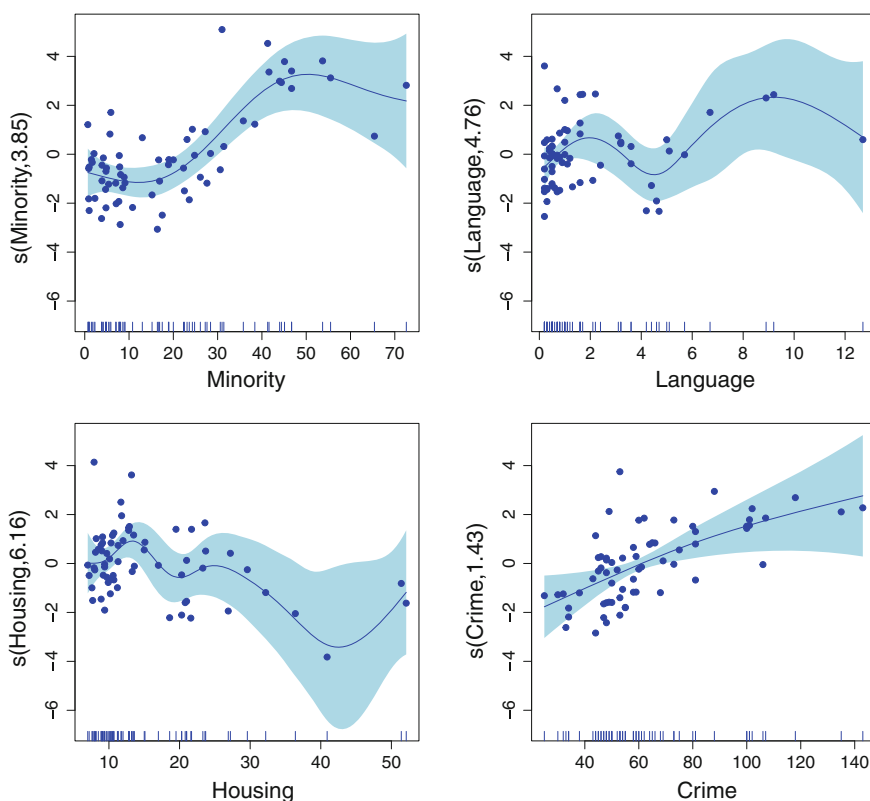 4
2
0
-2
-4
-6
s(Minority,3.85)
0 10 20 30 40 50 60 70
Minority
4
2
0
-2
-4
-6
s(Language,4.76)
0 2 4 6 8 10 12
Language
4
2
0
-2
-4
-6
s(Housing,6.16)
10 20 30 40 50
Housing
4
2
0
-2
-4
-6
s(Crime,1.43)
40 60 80 100 120 140
Crime